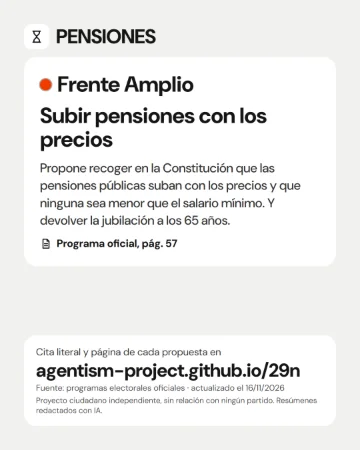 PENSIONES
Frente Amplio
Subir pensiones con los
precios
Propone recoger en la Constitución que las
pensiones públicas suban con los precios y que
ninguna sea menor que el salario mínimo. Y
devolver la jubilación a los 65 años.
Programa oficial, pág. 57
Cita literal y página de cada propuesta en
agentism-project.github.io/29n
Fuente: programas electorales oficiales · actualizado el 16/11/2026
Proyecto ciudadano independiente, sin relación con ningún partido. Resúmenes
redactados con IA.